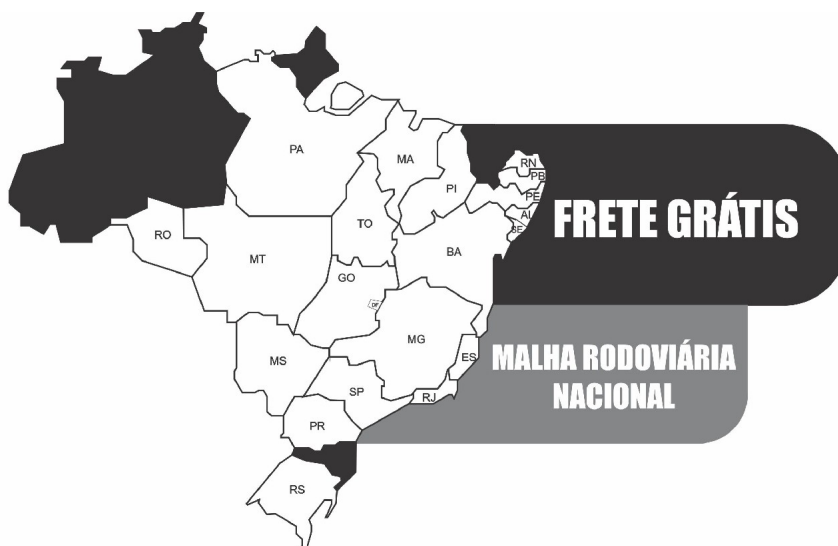 PA
MA
RN
PB
PI
PE
AL
SE
FRETE GRÁTIS
RO
MT
TO
BA
GO
DF
MG
MS
ES
MALHA RODOVIÁRIA
NACIONAL
SP
RJ
PR
RS